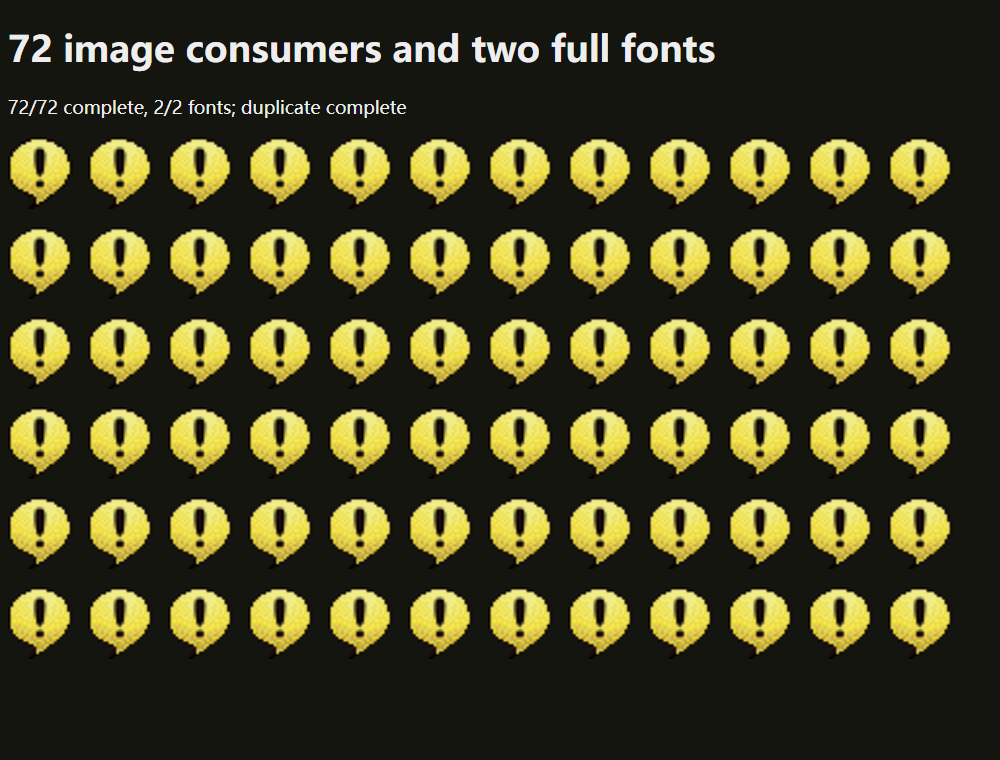 72 image consumers and two full fonts
72/72 complete, 2/2 fonts; duplicate complete